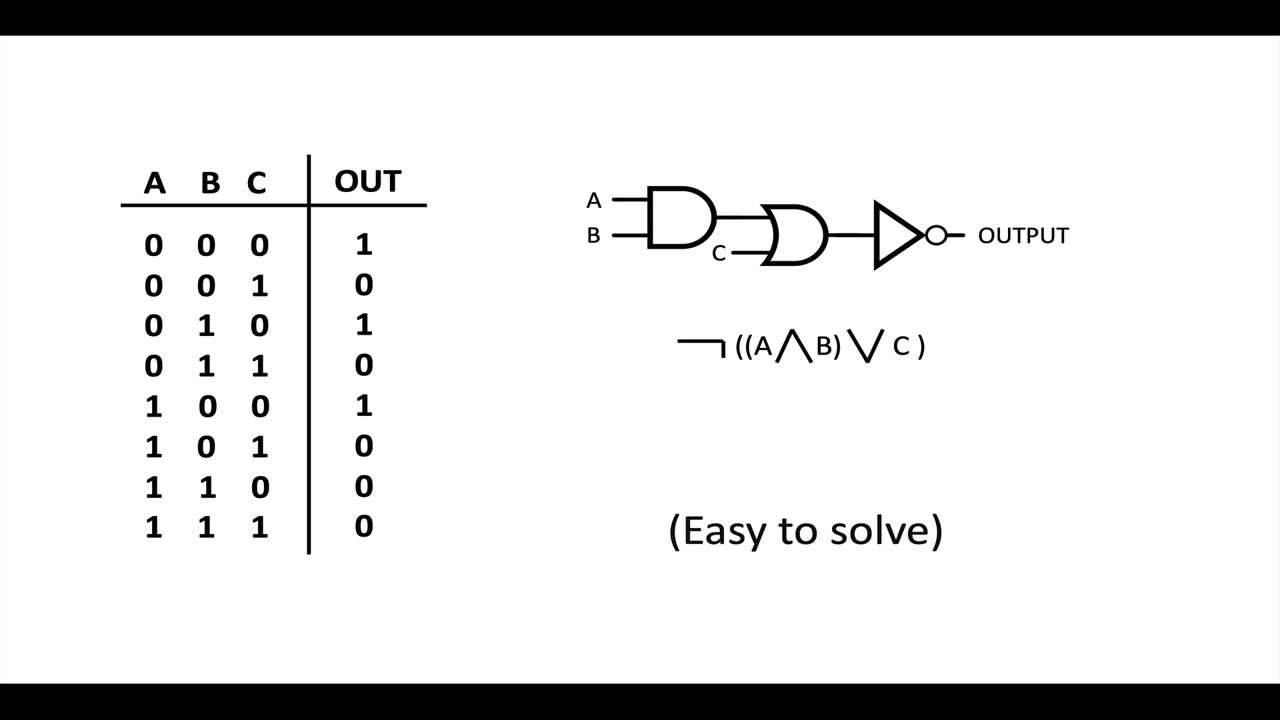 A B C OUT
0 0 0 1
0 0 1 0
0 1 0 1
0 1 1 0
1 0 0 1
1 0 1 0
1 1 0 0
1 1 1 0
A
B
C
OUTPUT
¬((A ⋀ B) ⋁ C )
(Easy to solve)